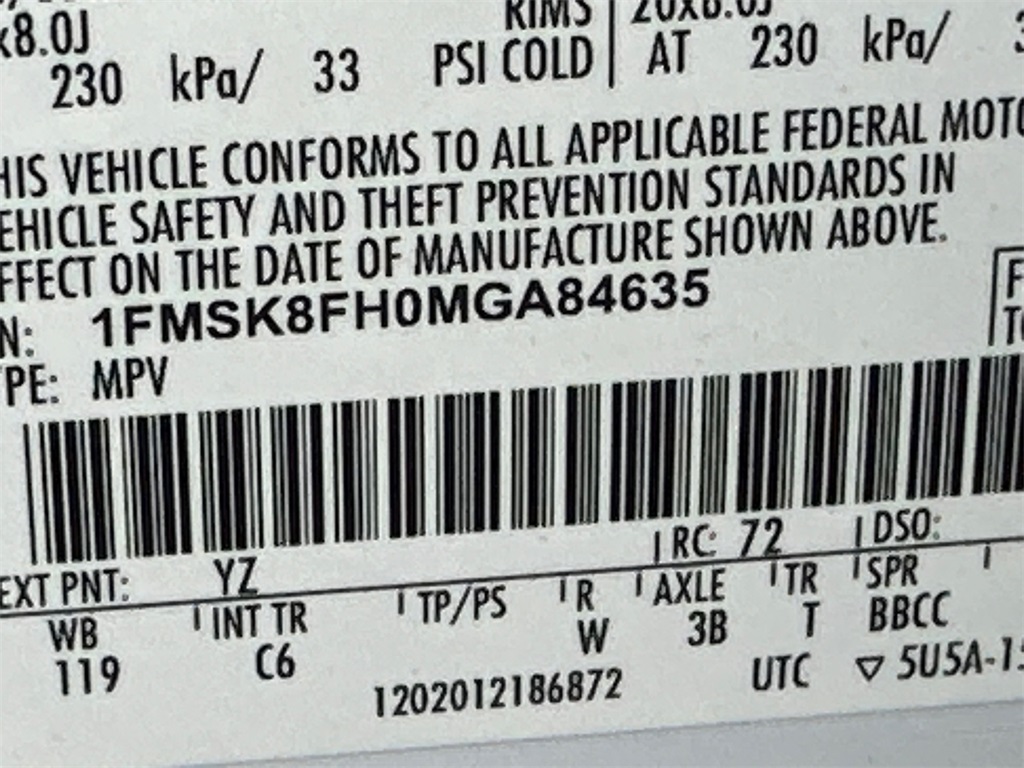 RIMS 20x8.0J
x8.0J
230 kPa/ 33 PSI COLD AT 230 kPa/ 3
HIS VEHICLE CONFORMS TO ALL APPLICABLE FEDERAL MOTO
EHICLE SAFETY AND THEFT PREVENTION STANDARDS IN
FFECT ON THE DATE OF MANUFACTURE SHOWN ABOVE.
N: 1FMSK8FH0MGA84635
F
TO
PE: MPV
EXT PNT: YZ RC: 72 DSO:
WB INT TR TP/PS R AXLE TR SPR
119 C6 W 3B T BBCC
1202012186872 UTC ▽ 5U5A-15